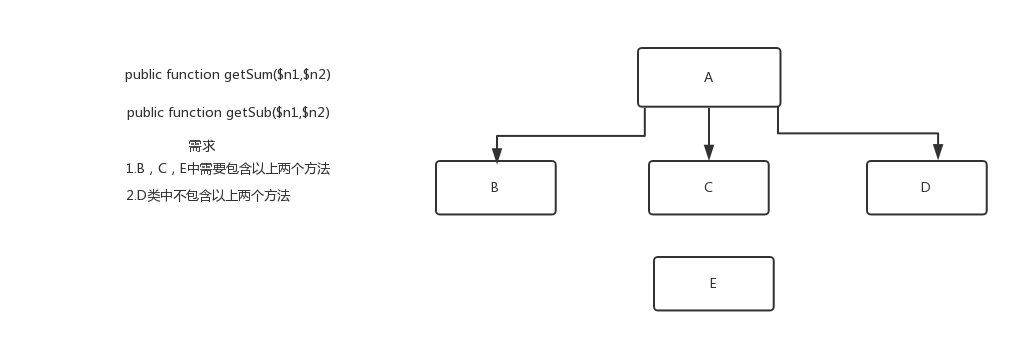 public function getSum($n1,$n2)
public function getSub($n1,$n2)
需求
1.B，C，E中需要包含以上两个方法
2.D类中不包含以上两个方法
A
B
C
D
E